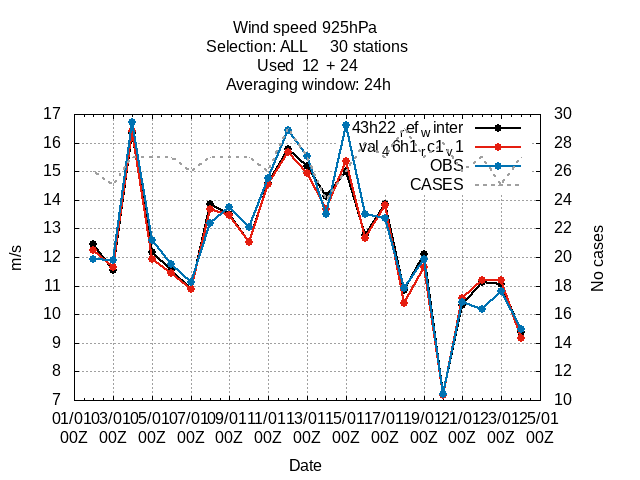 Wind speed 925hPa
Selection: ALL 30 stations
Used 12 + 24
Averaging window: 24h
17 30
16 28
15 26
14 24
13 22
12 20
11 18
10 16
9 14
8 12
7 10
43h22_ref_winter
val_46h1_rc1_v1
OBS
CASES
m/s
No cases
01/01 03/01 05/01 07/01 09/01 11/01 13/01 15/01 17/01 19/01 21/01 23/01 25/01
00Z 00Z 00Z 00Z 00Z 00Z 00Z 00Z 00Z 00Z 00Z 00Z 00Z
Date